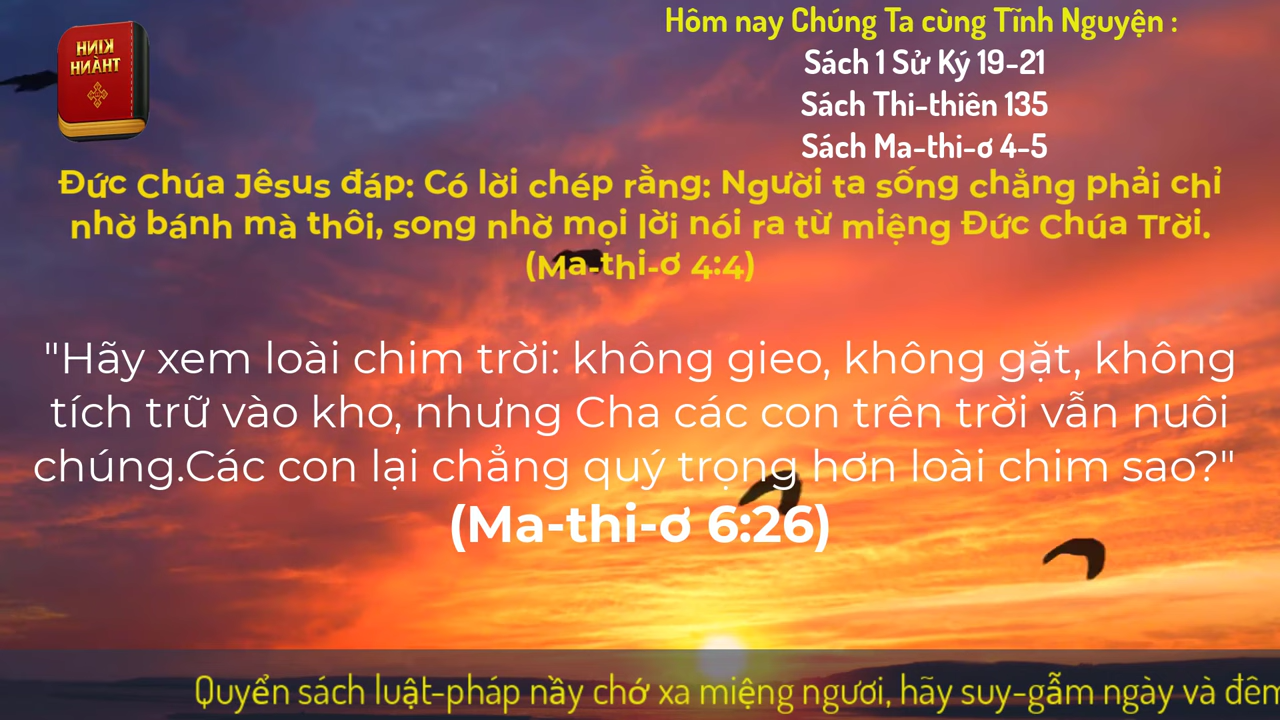 KINH
THÁNH
Hôm nay Chúng Ta cùng Tĩnh Nguyện :
Sách 1 Sử Ký 19-21
Sách Thi-thiên 135
Sách Ma-thi-ơ 4-5
Đức Chúa Jêsus đáp: Có lời chép rằng: Người ta sống chẳng phải chỉ
nhờ bánh mà thôi, song nhờ mọi lời nói ra từ miệng Đức Chúa Trời.
(Ma-thi-ơ 4:4)
"Hãy xem loài chim trời: không gieo, không gặt, không
tích trữ vào kho, nhưng Cha các con trên trời vẫn nuôi
chúng.Các con lại chẳng quý trọng hơn loài chim sao?"
(Ma-thi-ơ 6:26)
Quyển sách luật-pháp nầy chớ xa miệng ngươi, hãy suy-gẫm ngày và đêm